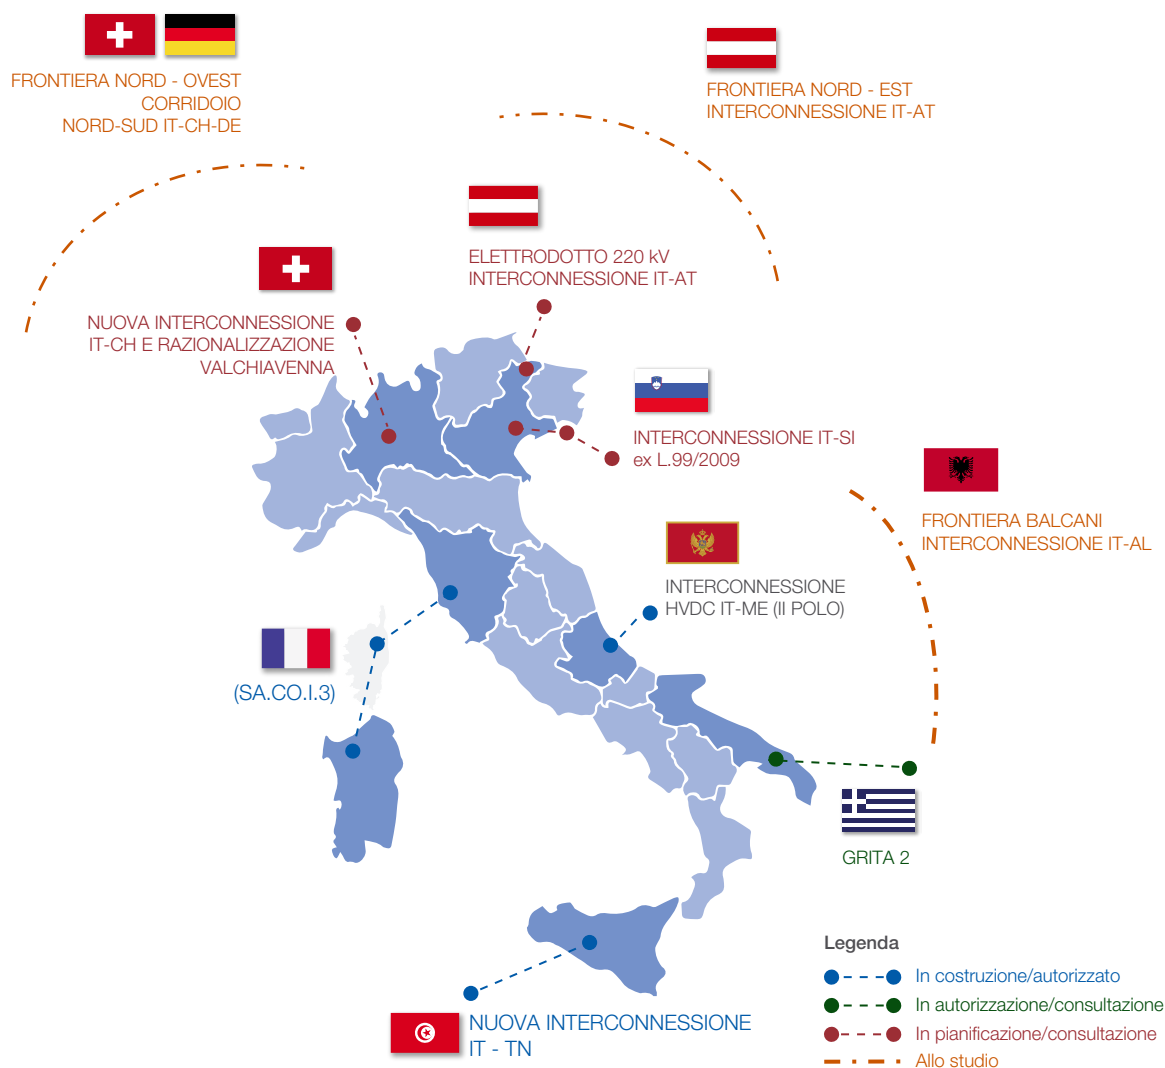 FRONTIERA NORD - OVEST
CORRIDOIO
NORD-SUD IT-CH-DE
FRONTIERA NORD - EST
INTERCONNESSIONE IT-AT
ELETTRODOTTO 220 kV
INTERCONNESSIONE IT-AT
NUOVA INTERCONNESSIONE
IT-CH E RAZIONALIZZAZIONE
VALCHIAVENNA
INTERCONNESSIONE IT-SI
ex L.99/2009
FRONTIERA BALCANI
INTERCONNESSIONE IT-AL
INTERCONNESSIONE
HVDC IT-ME (II POLO)
(SA.CO.I.3)
GRITA 2
NUOVA INTERCONNESSIONE
IT - TN
Legenda
In costruzione/autorizzato
In autorizzazione/consultazione
In pianificazione/consultazione
Allo studio